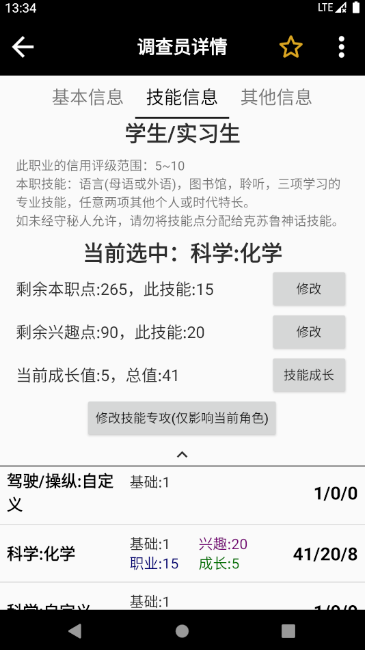 13:34
LTE
调查员详情
基本信息 技能信息 其他信息
学生/实习生
此职业的信用评级范围：5~10
本职技能：语言(母语或外语)，图书馆，聆听，三项学习的
专业技能，任意两项其他个人或时代特长。
如未经守秘人允许，请勿将技能点分配给克苏鲁神话技能。
当前选中：科学:化学
剩余本职点:265，此技能:15 修改
剩余兴趣点:90，此技能:20 修改
当前成长值:5，总值:41 技能成长
修改技能专攻(仅影响当前角色)
驾驶/操纵:自定
义
基础:1
1/0/0
科学:化学
基础:1 兴趣:20
职业:15 成长:5
41/20/8
科学:自定义
基础:1
1/0/0